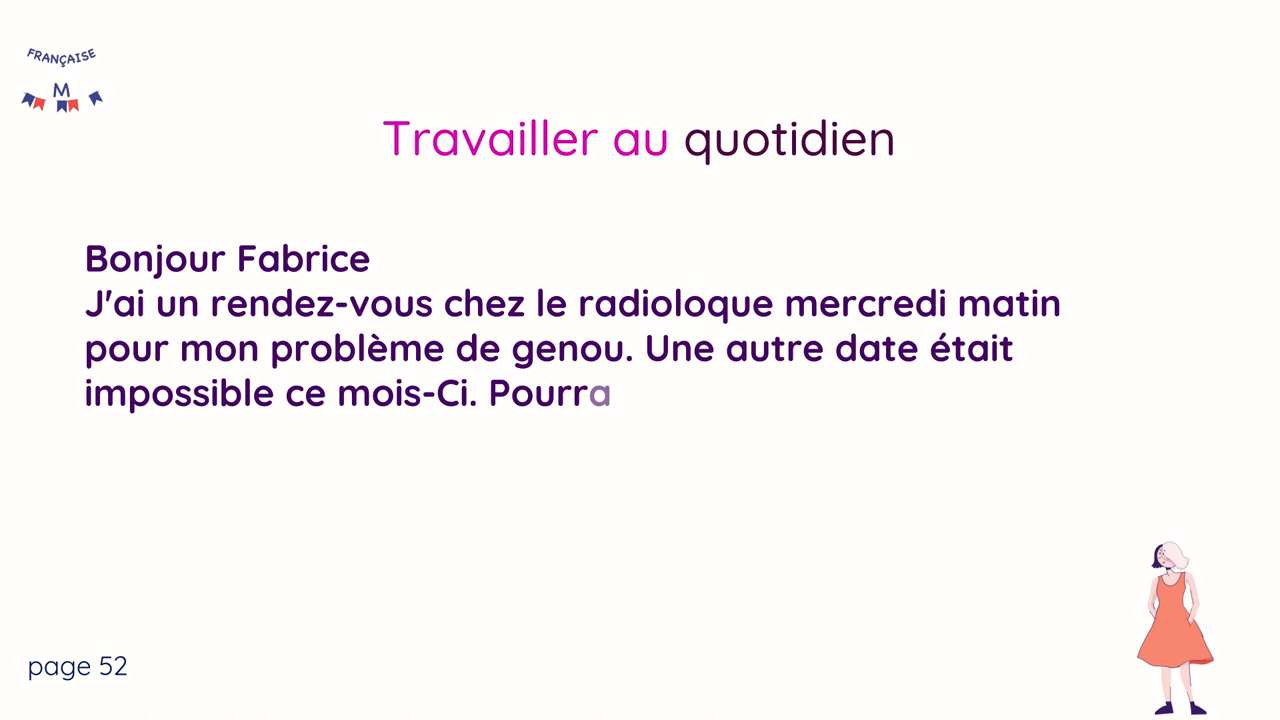 FRANÇAISE
M
Travailler au quotidien
Bonjour Fabrice
J'ai un rendez-vous chez le radioloque mercredi matin
pour mon problème de genou. Une autre date était
impossible ce mois-Ci. Pourra
page 52